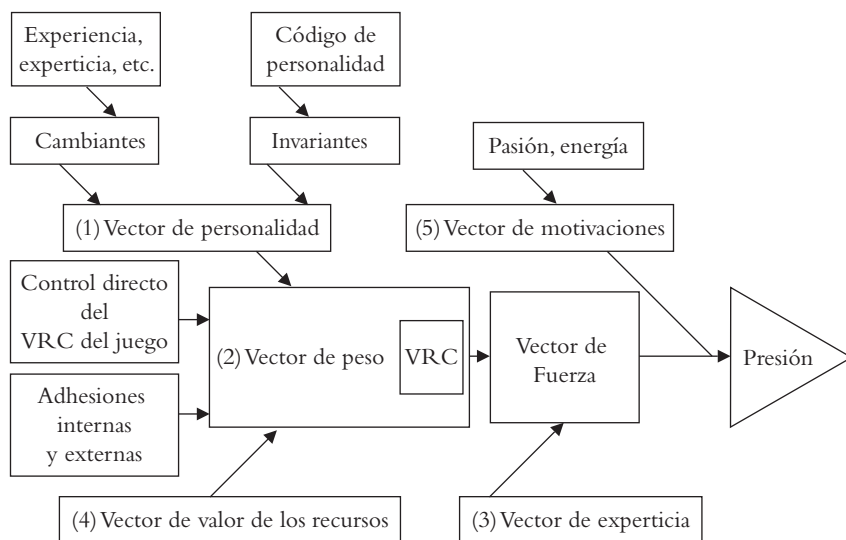 Experiencia,
experticia, etc.
Código de
personalidad
Cambiantes
Invariantes
Pasión, energía
(1) Vector de personalidad
(5) Vector de motivaciones
Control directo
del
VRC del juego
(2) Vector de peso
VRC
Vector de
Fuerza
Presión
Adhesiones
internas
y externas
(4) Vector de valor de los recursos
(3) Vector de experticia